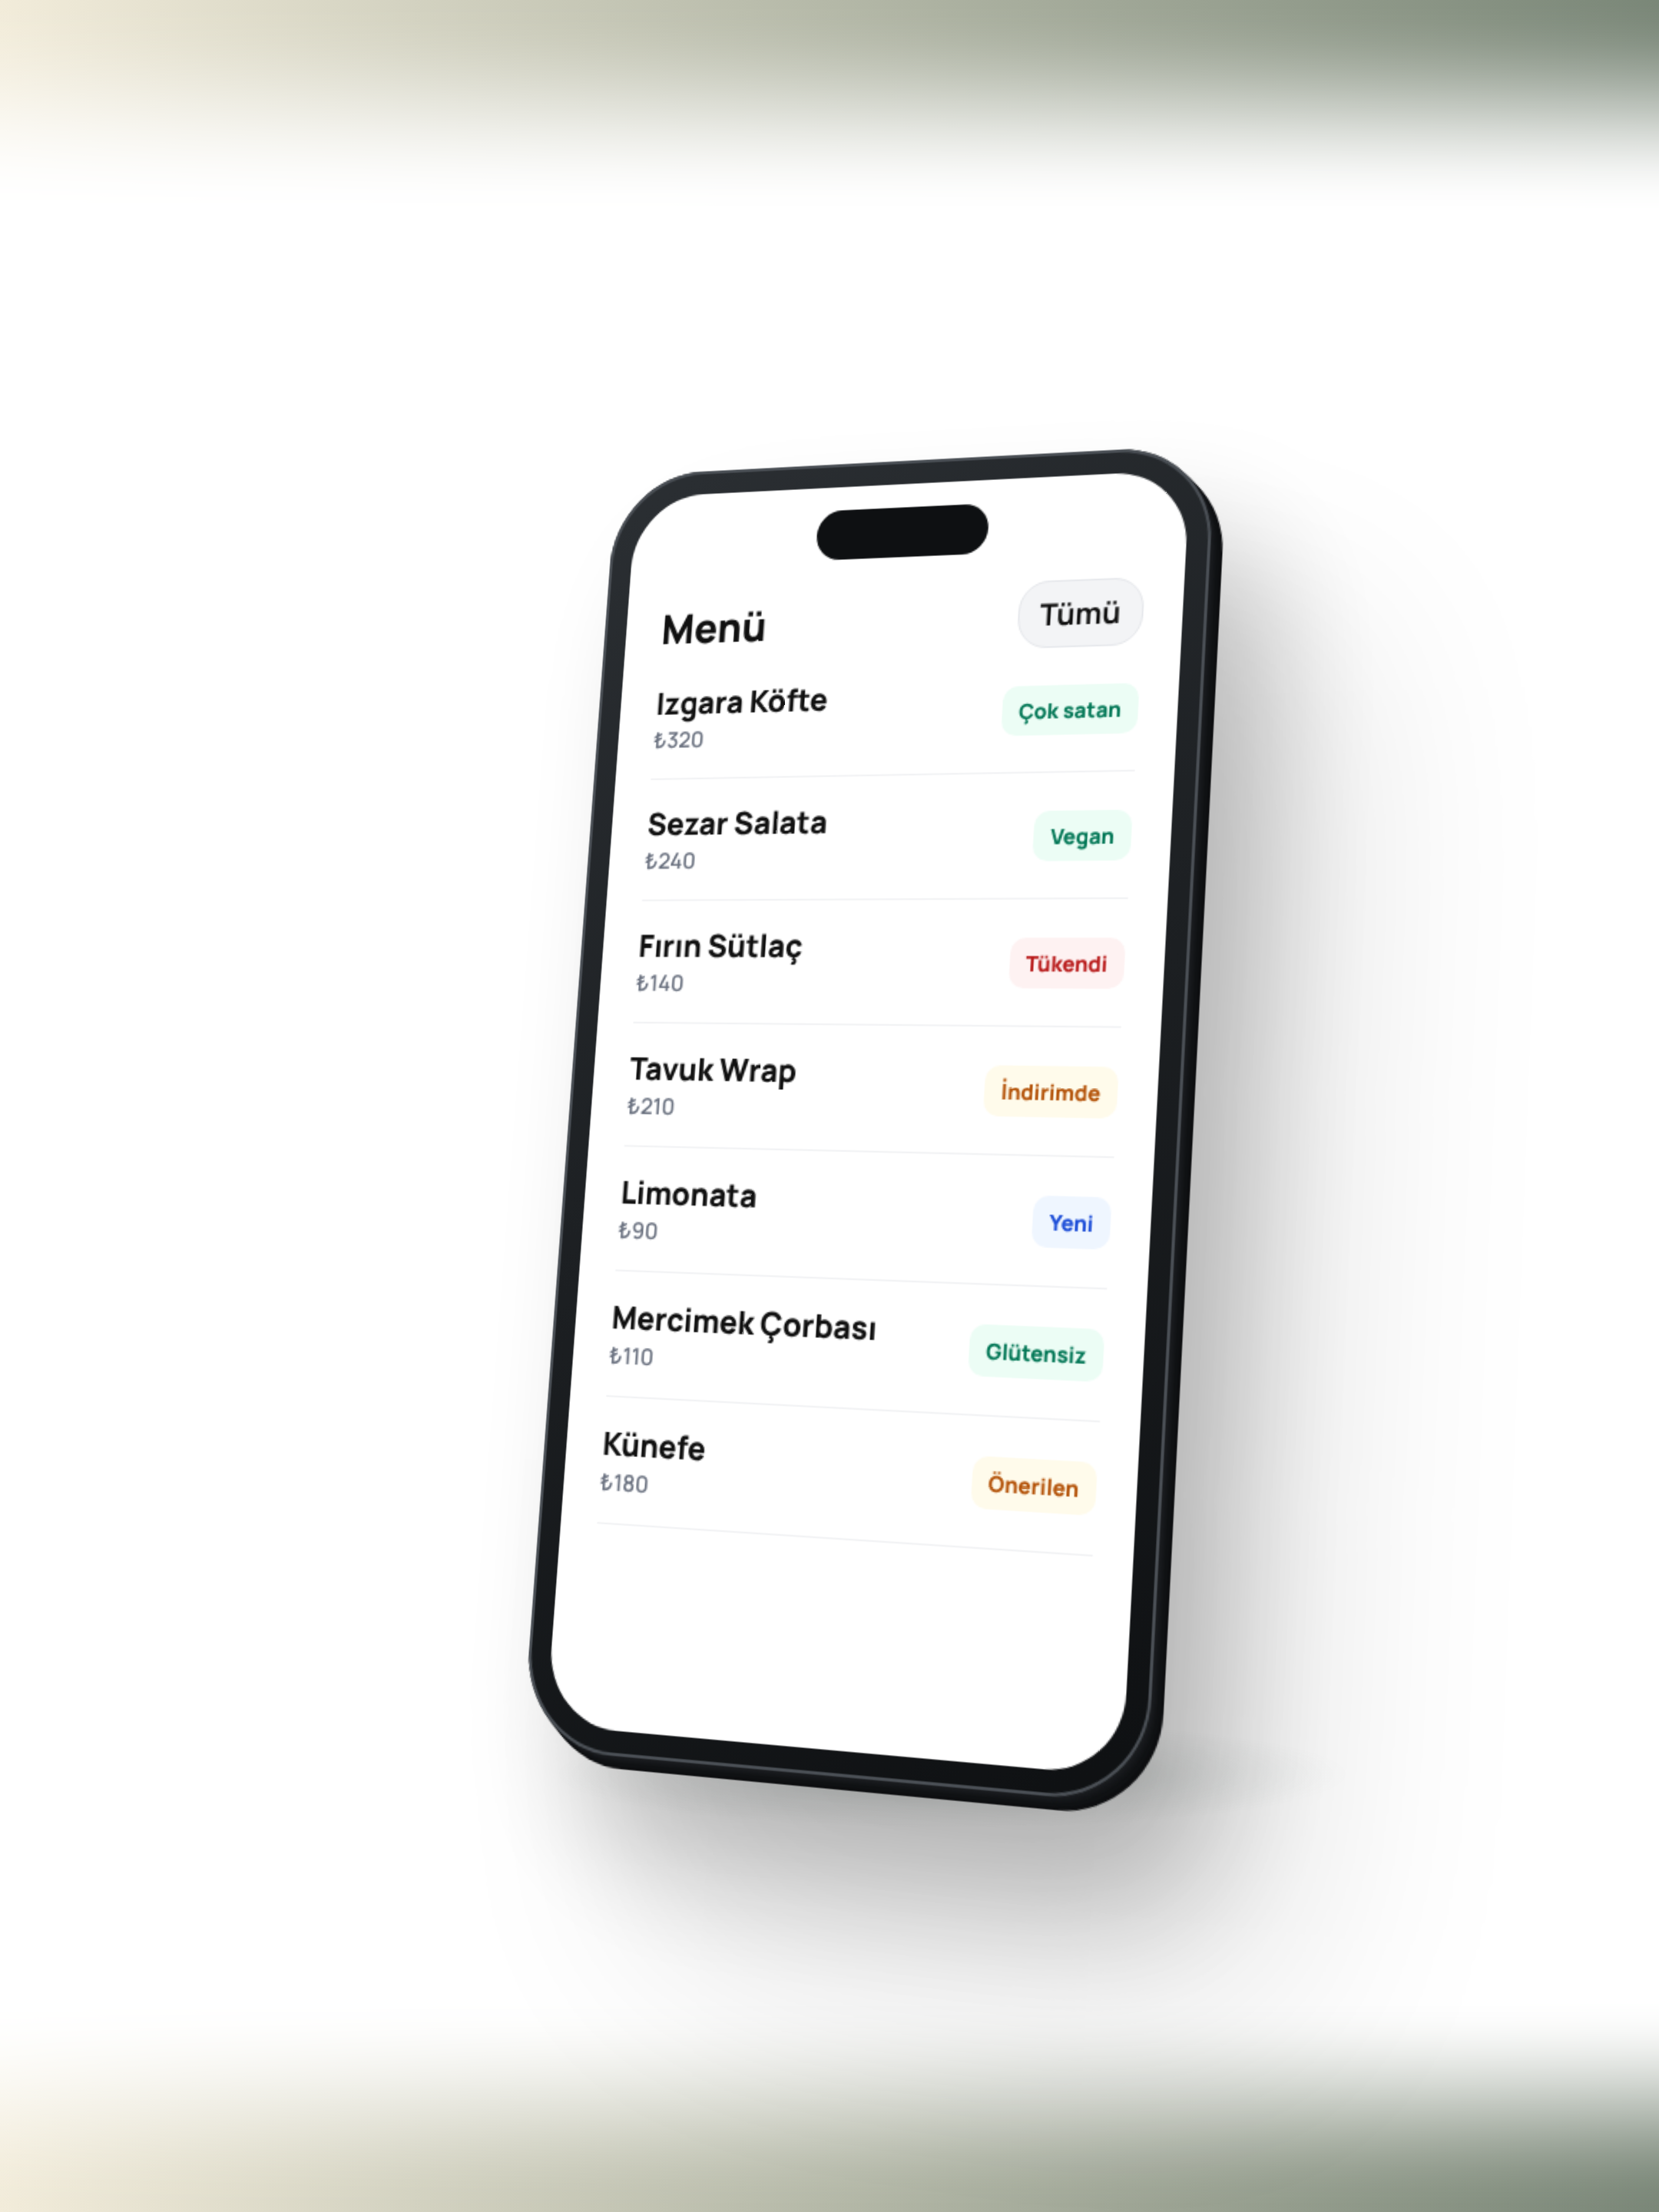 Menü
Tümü
Izgara Köfte
Çok satan
₺320
Sezar Salata
Vegan
₺240
Fırın Sütlaç
Tükendi
₺140
Tavuk Wrap
İndirimde
₺210
Limonata
Yeni
₺90
Mercimek Çorbası
Glütensiz
₺110
Künefe
Önerilen
₺180